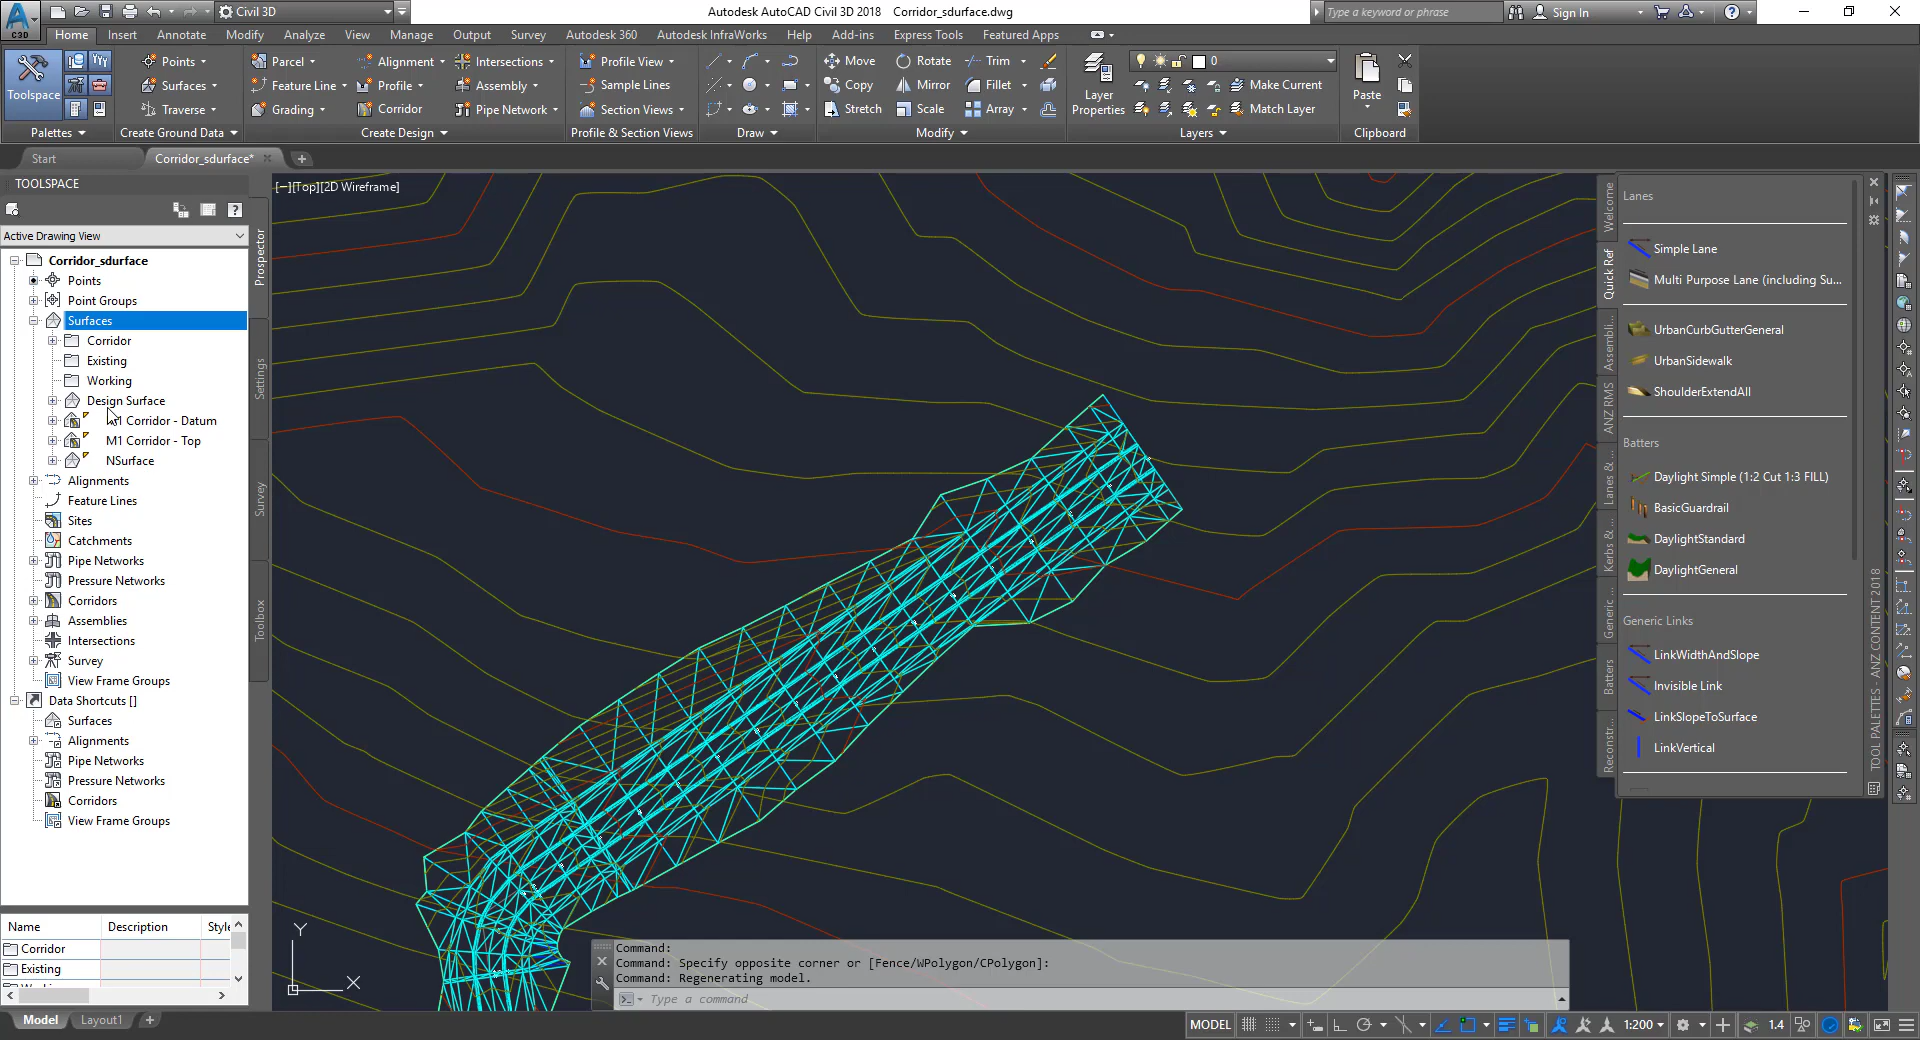 C3D
Civil 3D
Autodesk AutoCAD Civil 3D 2018 Corridor_sdurface.dwg
Type a keyword or phrase
Sign In
Home Insert Annotate Modify Analyze View Manage Output Survey Autodesk 360 Autodesk InfraWorks Help Add-ins Express Tools Featured Apps
Toolspace
Points
Surfaces
Traverse
Parcel
Feature Line
Grading
Alignment
Profile
Corridor
Intersections
Assembly
Pipe Network
Profile View
Sample Lines
Section Views
Move
Copy
Stretch
Rotate
Mirror
Scale
Trim
Fillet
Array
Layer
Properties
0
Make Current
Match Layer
Paste
Palettes
Create Ground Data
Create Design
Profile & Section Views
Draw
Modify
Layers
Clipboard
Start
Corridor_sdurface*
TOOLSPACE
Active Drawing View
Corridor_sdurface
Points
Point Groups
Surfaces
Corridor
Existing
Working
Design Surface
1 Corridor - Datum
M1 Corridor - Top
NSurface
Alignments
Feature Lines
Sites
Catchments
Pipe Networks
Pressure Networks
Corridors
Assemblies
Intersections
Survey
View Frame Groups
Data Shortcuts []
Surfaces
Alignments
Pipe Networks
Pressure Networks
Corridors
View Frame Groups
Name Description Style
Corridor
Existing
Prospector
Settings
Survey
Toolbox
[−][Top][2D Wireframe]
Y
X
Command:
Command: Specify opposite corner or [Fence/WPolygon/CPolygon]:
Command: Regenerating model.
Type a command
Welcome
Quick Ref
Assembli...
ANZ RMS
Lanes & ...
Kerbs & ...
Generic ...
Batters
Reconstr...
Lanes
Simple Lane
Multi Purpose Lane (including Su...
UrbanCurbGutterGeneral
UrbanSidewalk
ShoulderExtendAll
Batters
Daylight Simple (1:2 Cut 1:3 FILL)
BasicGuardrail
DaylightStandard
DaylightGeneral
Generic Links
LinkWidthAndSlope
Invisible Link
LinkSlopeToSurface
LinkVertical
TOOL PALETTES - ANZ CONTENT 2018
Model Layout1
MODEL
1:200
1.4